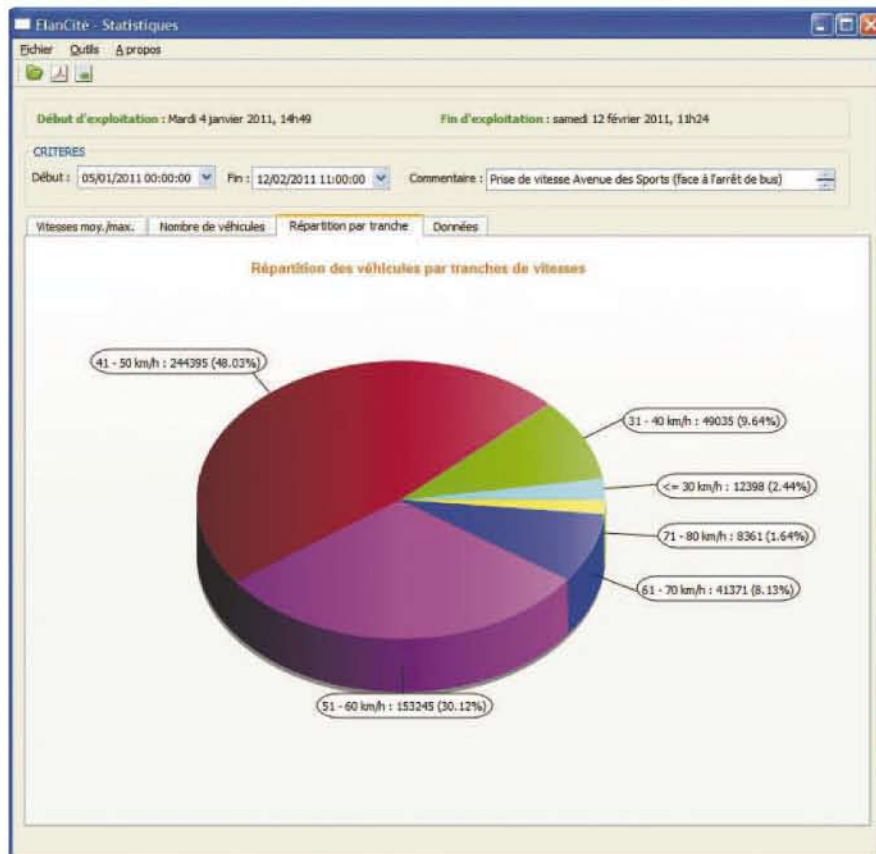 ElanCité - Statistiques
Fichier Outils A propos
Début d'exploitation : Mardi 4 janvier 2011, 14h49 Fin d'exploitation : samedi 12 février 2011, 11h24
CRITERES
Début : 05/01/2011 00:00:00 Fin : 12/02/2011 11:00:00 Commentaire : Prise de vitesse Avenue des Sports (face à l'arrêt de bus)
Vitesses moy./max. Nombre de véhicules Répartition par tranche Données
Répartition des véhicules par tranches de vitesses
41 - 50 km/h : 244395 (48.03%)
31 - 40 km/h : 49035 (9.64%)
<= 30 km/h : 12398 (2.44%)
71 - 80 km/h : 8361 (1.64%)
61 - 70 km/h : 41371 (8.13%)
51 - 60 km/h : 153245 (30.12%)